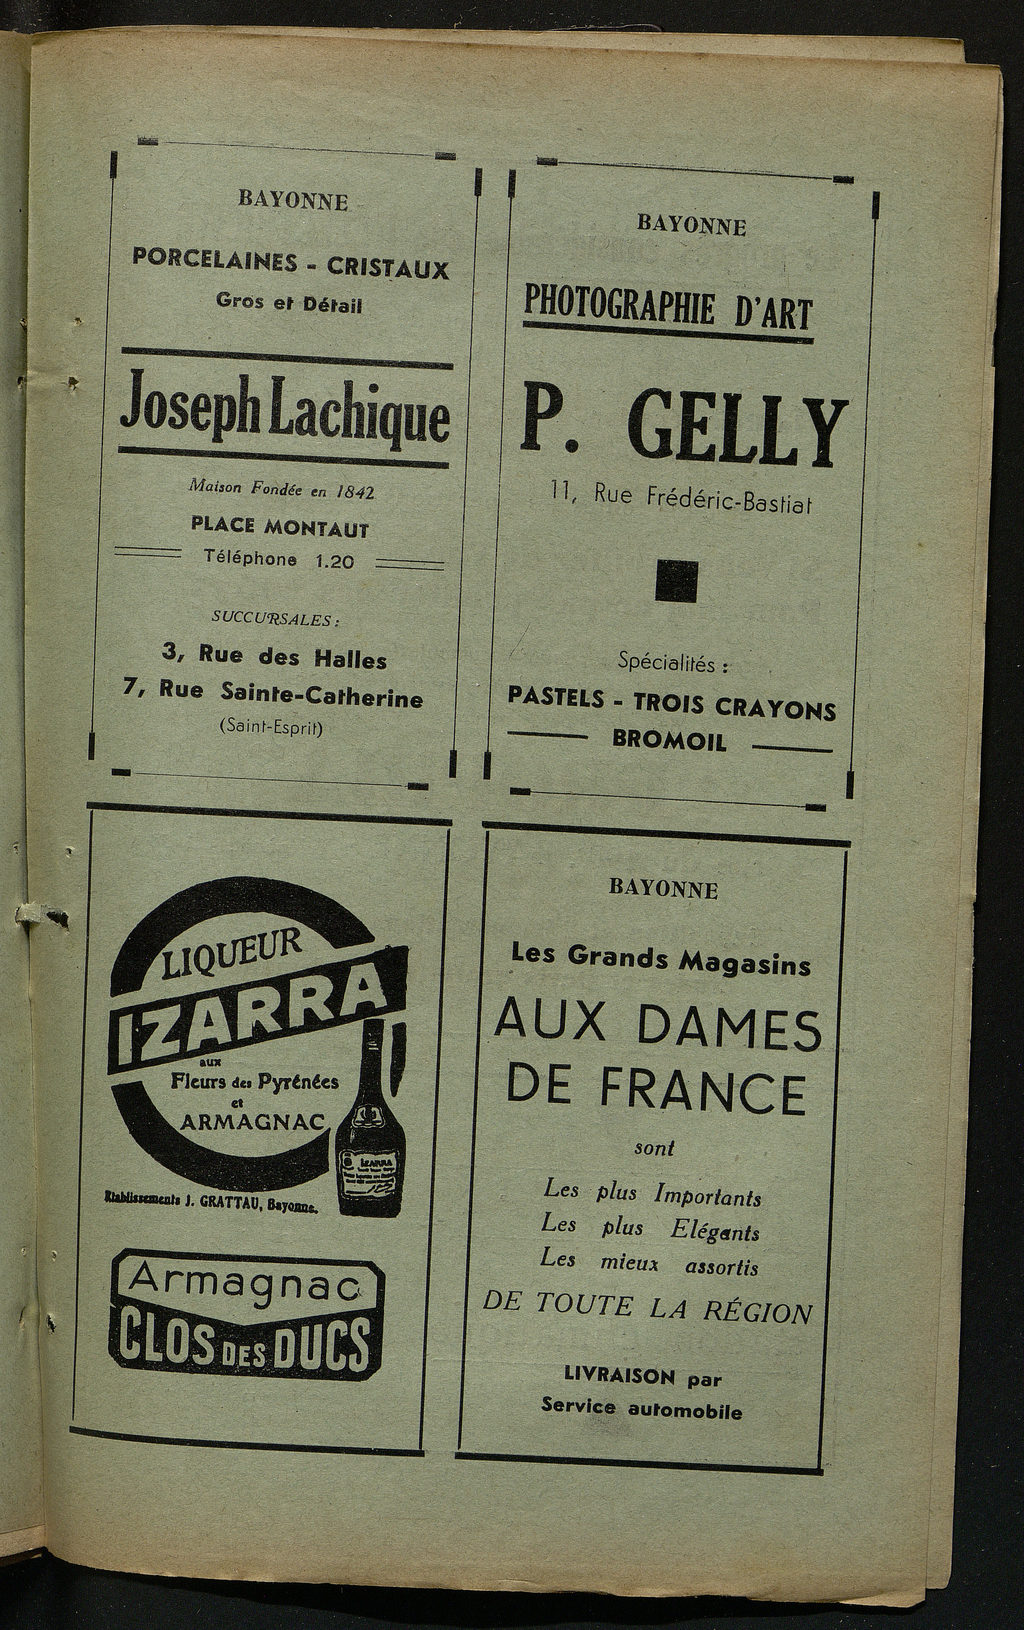 BAYONNE
PORCELAINES - CRISTAUX
Gros et Détail
Joseph Lachique
Maison Fondée en 1842
PLACE MONTAUT
Téléphone 1.20
SUCCURSALES :
3, Rue des Halles
7, Rue Sainte-Catherine
(Saint-Esprit)
BAYONNE
PHOTOGRAPHIE D'ART
P. GELLY
11, Rue Frédéric-Bastiat
Spécialités :
PASTELS - TROIS CRAYONS
BROMOIL
LIQUEUR
IZARRA
aux
Fleurs des Pyrénées
et
ARMAGNAC
IZARRA
Etablissements J. GRATTAU, Bayonne.
Armagnac
CLOS DES DUCS
BAYONNE
Les Grands Magasins
AUX DAMES
DE FRANCE
sont
Les plus Importants
Les plus Elégants
Les mieux assortis
DE TOUTE LA RÉGION
LIVRAISON par
Service automobile